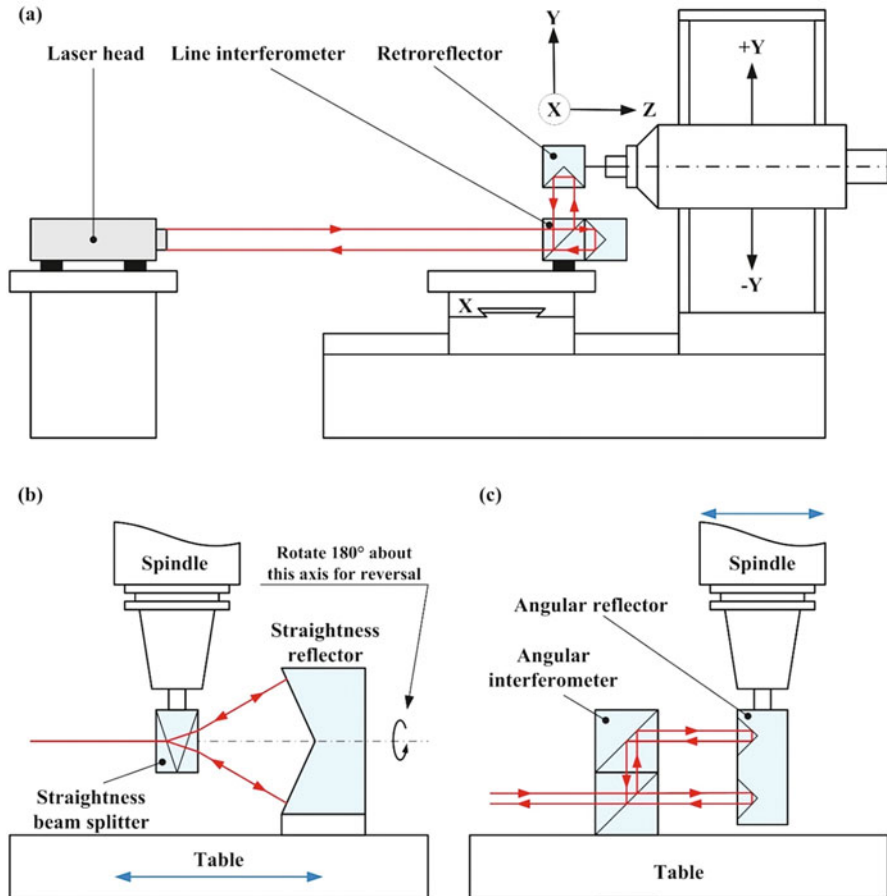 (a)
Laser head
Line interferometer
Retroreflector
Y
X
Z
+Y
-Y
X
(b)
Spindle
Rotate 180° about
this axis for reversal
Straightness
reflector
Straightness
beam splitter
Table
(c)
Spindle
Angular reflector
Angular
interferometer
Table